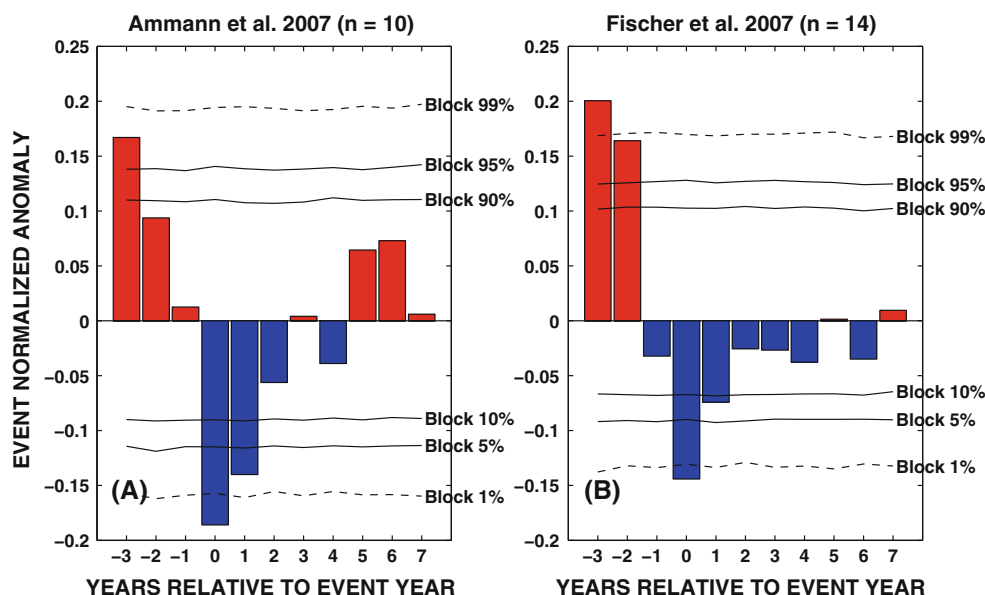 Ammann et al. 2007 (n = 10)
0.25
0.2
0.15
0.1
0.05
0
−0.05
−0.1
−0.15
−0.2
EVENT NORMALIZED ANOMALY
Block 99%
Block 95%
Block 90%
Block 10%
Block 5%
Block 1%
(A)
−3 −2 −1 0 1 2 3 4 5 6 7
YEARS RELATIVE TO EVENT YEAR
Fischer et al. 2007 (n = 14)
0.25
0.2
0.15
0.1
0.05
0
−0.05
−0.1
−0.15
−0.2
Block 99%
Block 95%
Block 90%
Block 10%
Block 5%
Block 1%
(B)
−3 −2 −1 0 1 2 3 4 5 6 7
YEARS RELATIVE TO EVENT YEAR